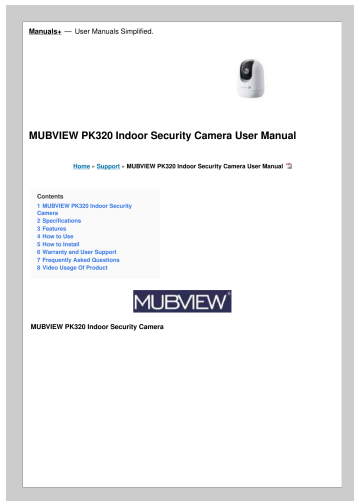 Manuals+ — User Manuals Simplified.
MUBVIEW PK320 Indoor Security Camera User Manual
Home » Support » MUBVIEW PK320 Indoor Security Camera User Manual
Contents
1 MUBVIEW PK320 Indoor Security
Camera
2 Specifications
3 Features
4 How to Use
5 How to Install
6 Warranty and User Support
7 Frequently Asked Questions
8 Video Usage Of Product
MUBVIEW®
MUBVIEW PK320 Indoor Security Camera